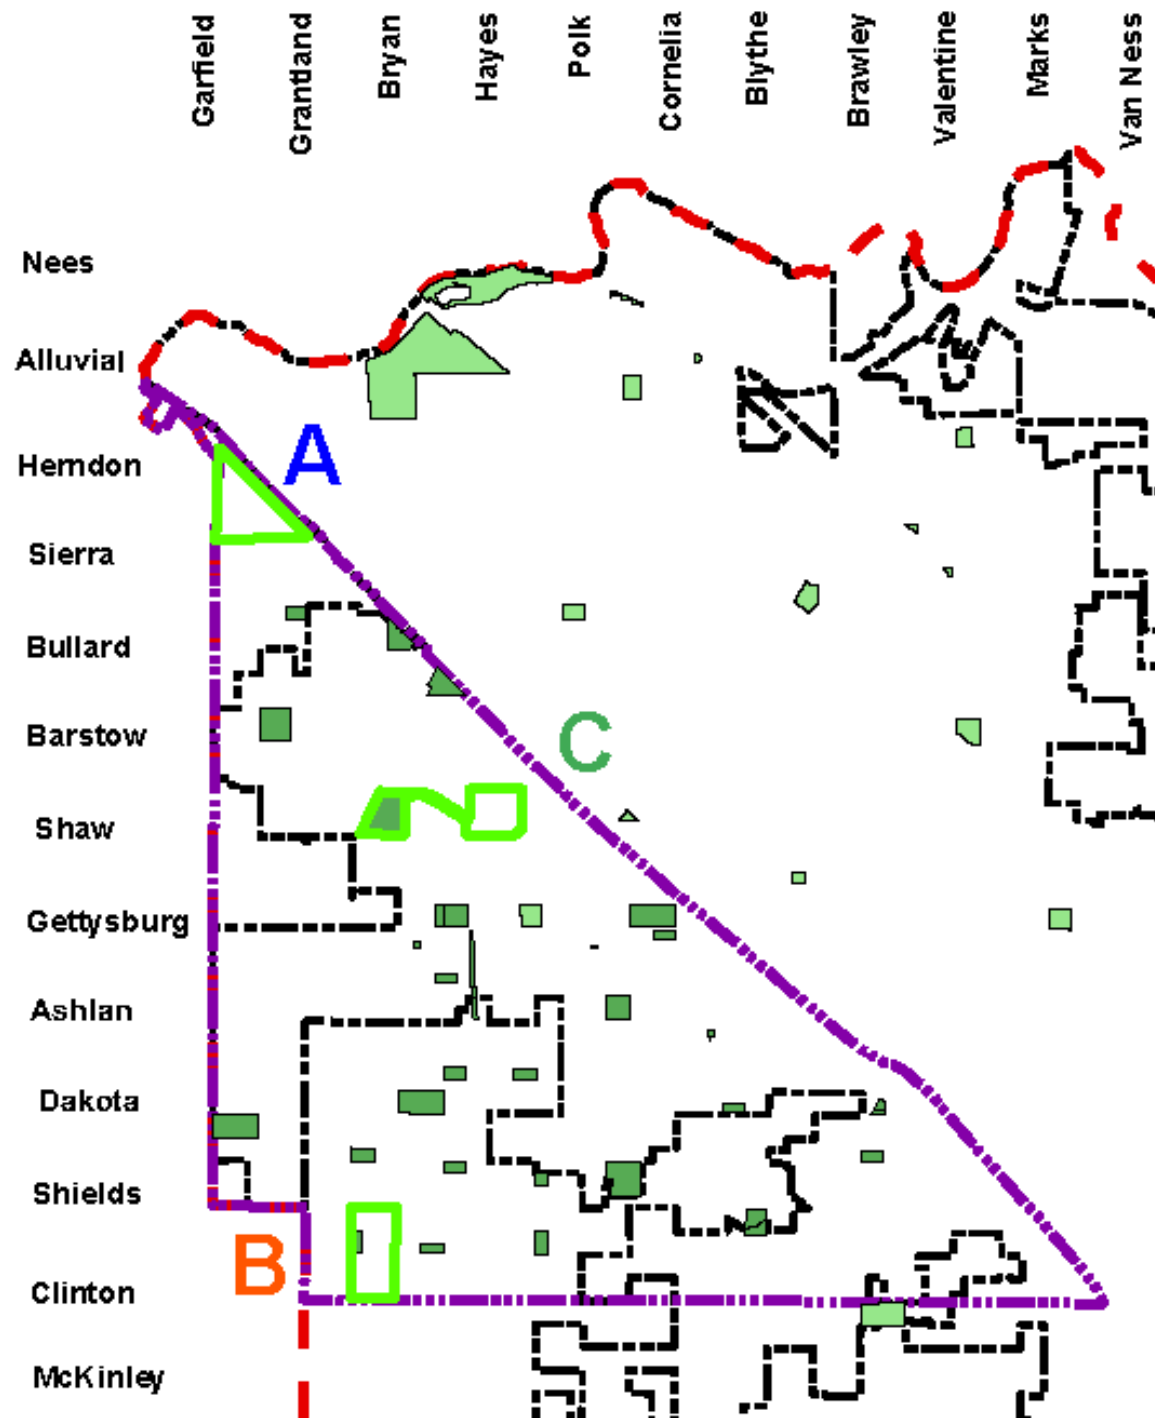 Garfield
Grantland
Bryan
Hayes
Polk
Cornelia
Blythe
Brawley
Valentine
Marks
Van Ness
Nees
Alluvial
A
Herndon
Sierra
Bullard
Barstow
C
Shaw
Gettysburg
Ashlan
Dakota
Shields
B
Clinton
McKinley